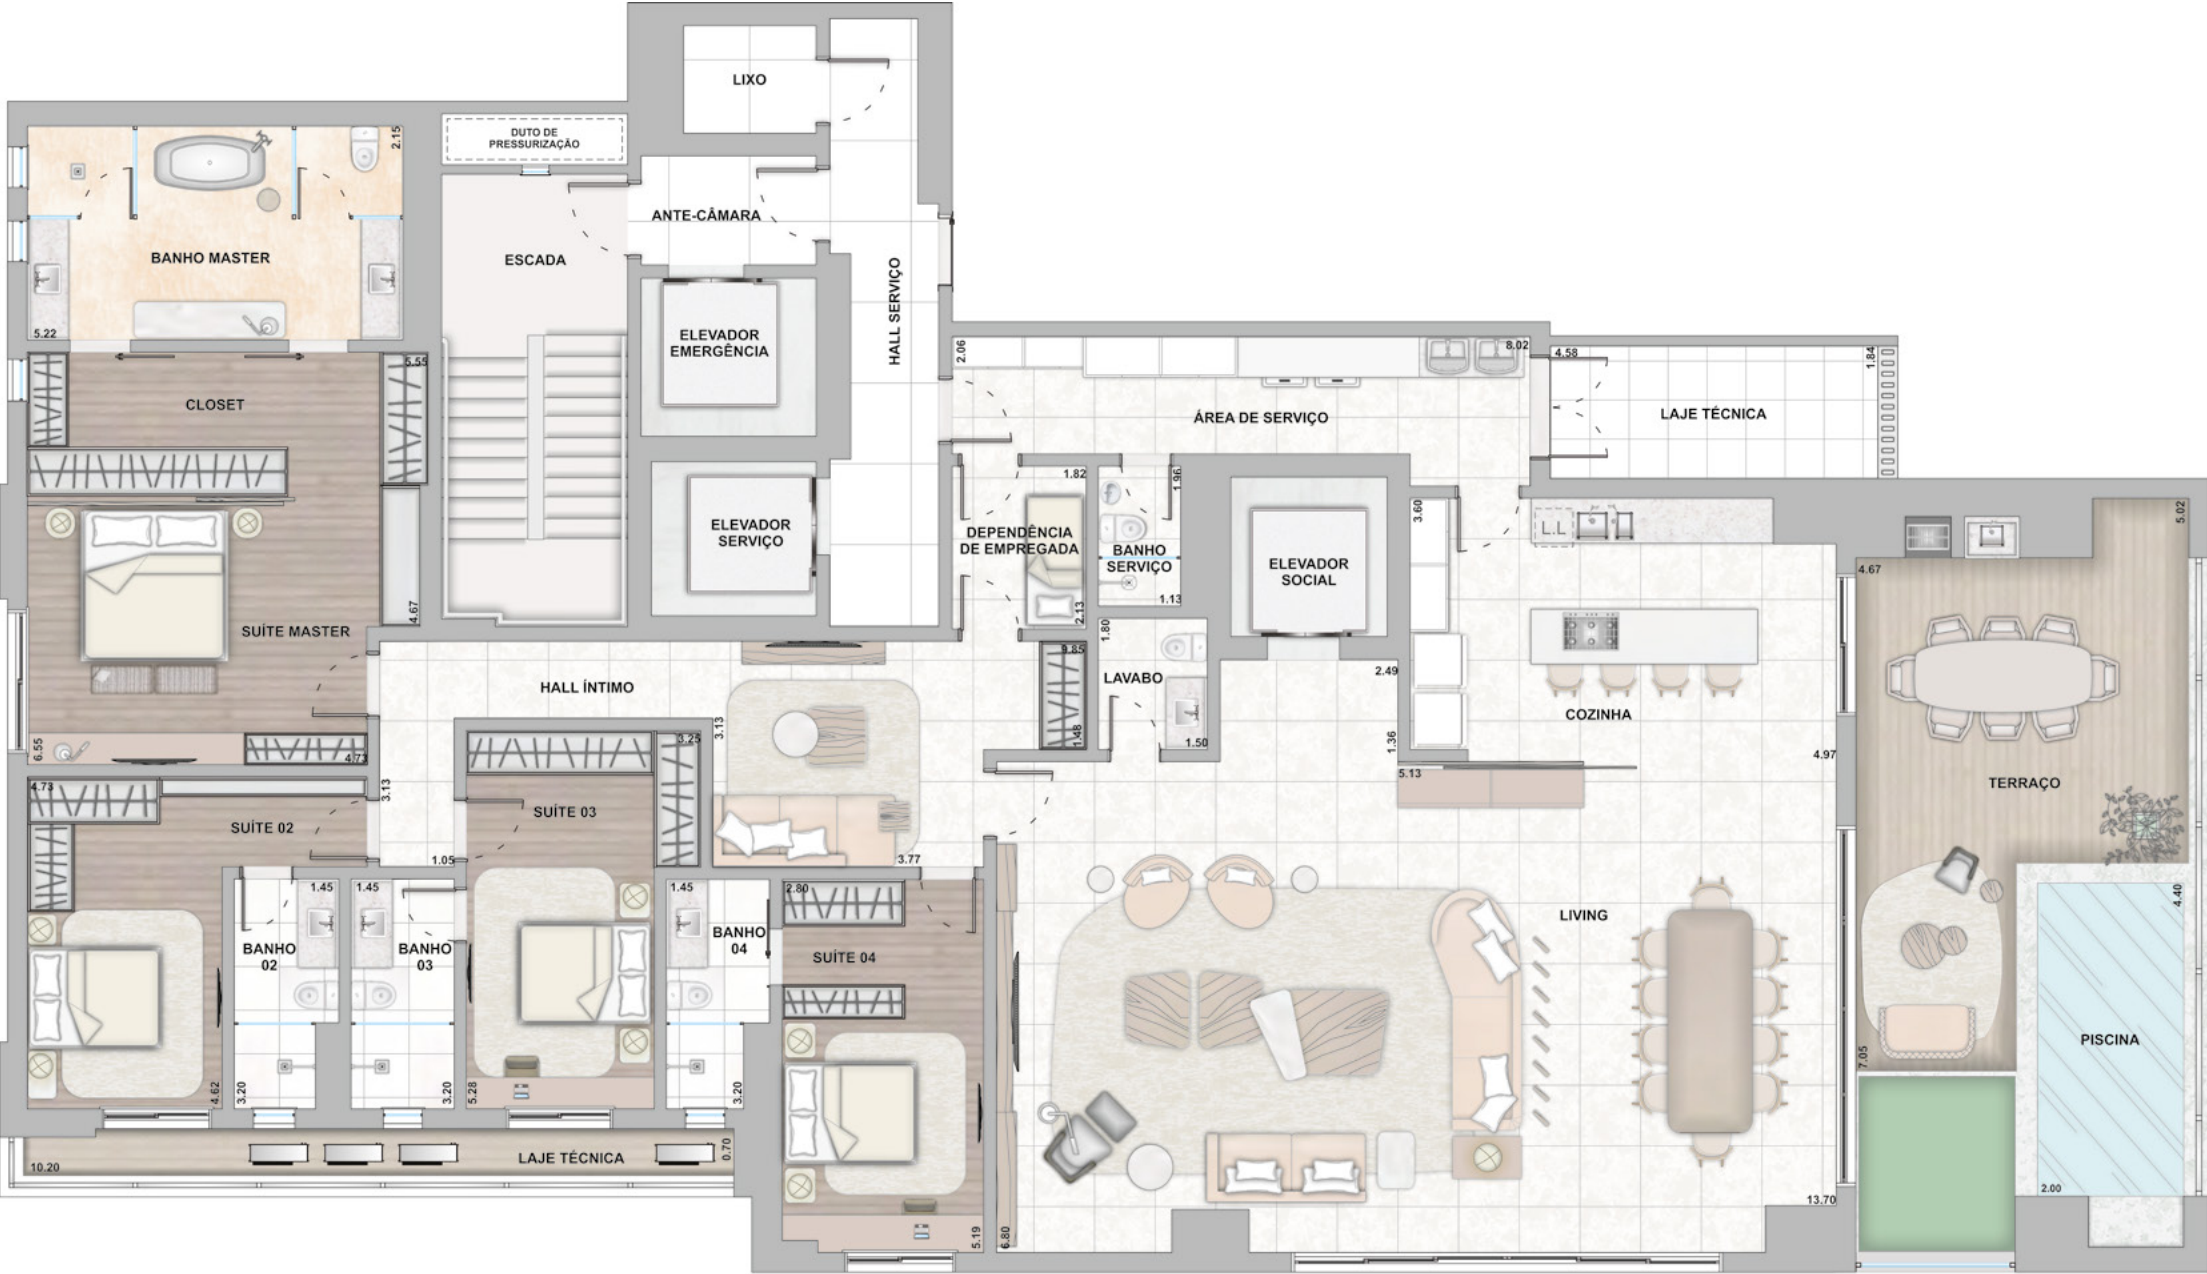 LIXO
DUTO DE
PRESSURIZAÇÃO
2.15
ANTE-CÂMARA
BANHO MASTER
ESCADA
HALL SERVIÇO
5.22
ELEVADOR
EMERGÊNCIA
2.06
8.02
4.58
1.84
5.55
CLOSET
ÁREA DE SERVIÇO
LAJE TÉCNICA
1.82
1.96
3.60
5.02
ELEVADOR
SERVIÇO
DEPENDÊNCIA
DE EMPREGADA
L.L
BANHO
SERVIÇO
ELEVADOR
SOCIAL
4.67
1.13
4.67
2.13
SUÍTE MASTER
1.80
9.85
2.49
HALL ÍNTIMO
LAVABO
COZINHA
3.13
1.48
1.50
1.36
6.55
4.73
3.25
4.97
5.13
4.73
3.13
TERRAÇO
SUÍTE 02
SUÍTE 03
1.05
3.77
1.45
1.45
1.45
2.80
4.40
LIVING
BANHO
02
BANHO
03
BANHO
04
SUÍTE 04
PISCINA
4.62
3.20
3.20
5.28
3.20
7.05
0.70
LAJE TÉCNICA
10.20
2.00
13.70
5.19
6.80